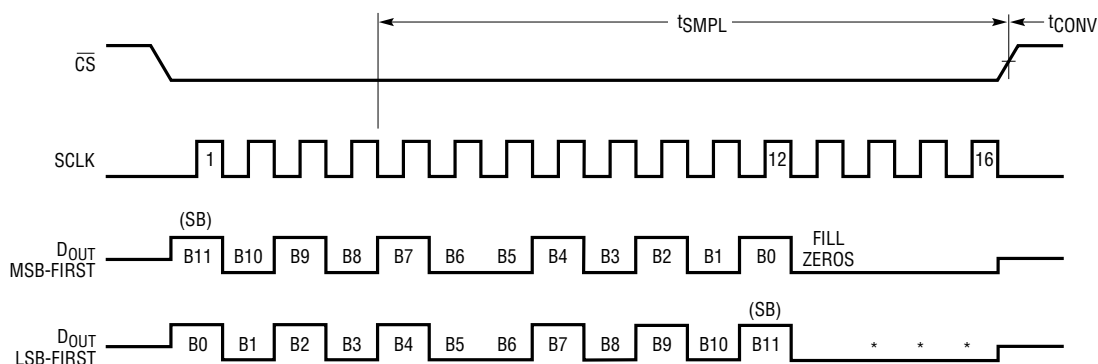 tSMPL tCONV
CS
SCLK 1 12 16
(SB)
DOUT
MSB-FIRST
B11 B10 B9 B8 B7 B6 B5 B4 B3 B2 B1 B0
FILL
ZEROS
(SB)
DOUT
LSB-FIRST
B0 B1 B2 B3 B4 B5 B6 B7 B8 B9 B10 B11 * * *